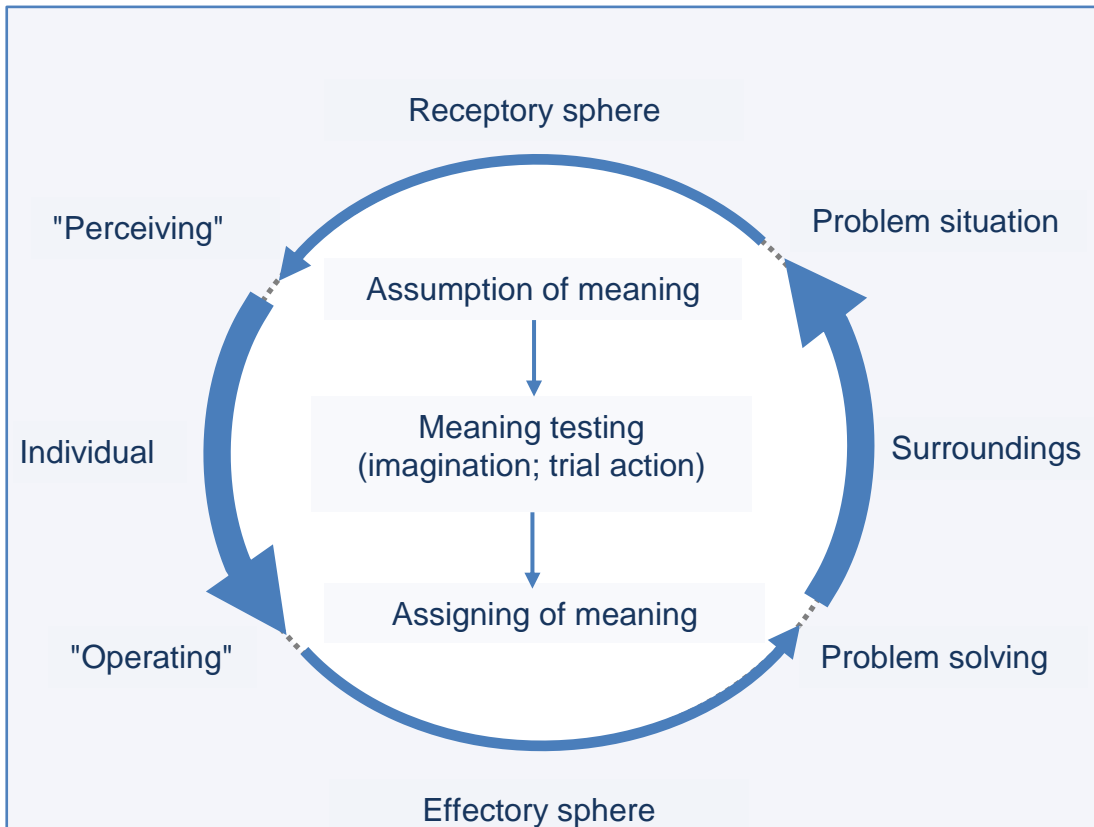 Receptory sphere
"Perceiving"
Problem situation
Assumption of meaning
Meaning testing
(imagination; trial action)
Individual
Surroundings
Assigning of meaning
"Operating"
Problem solving
Effectory sphere